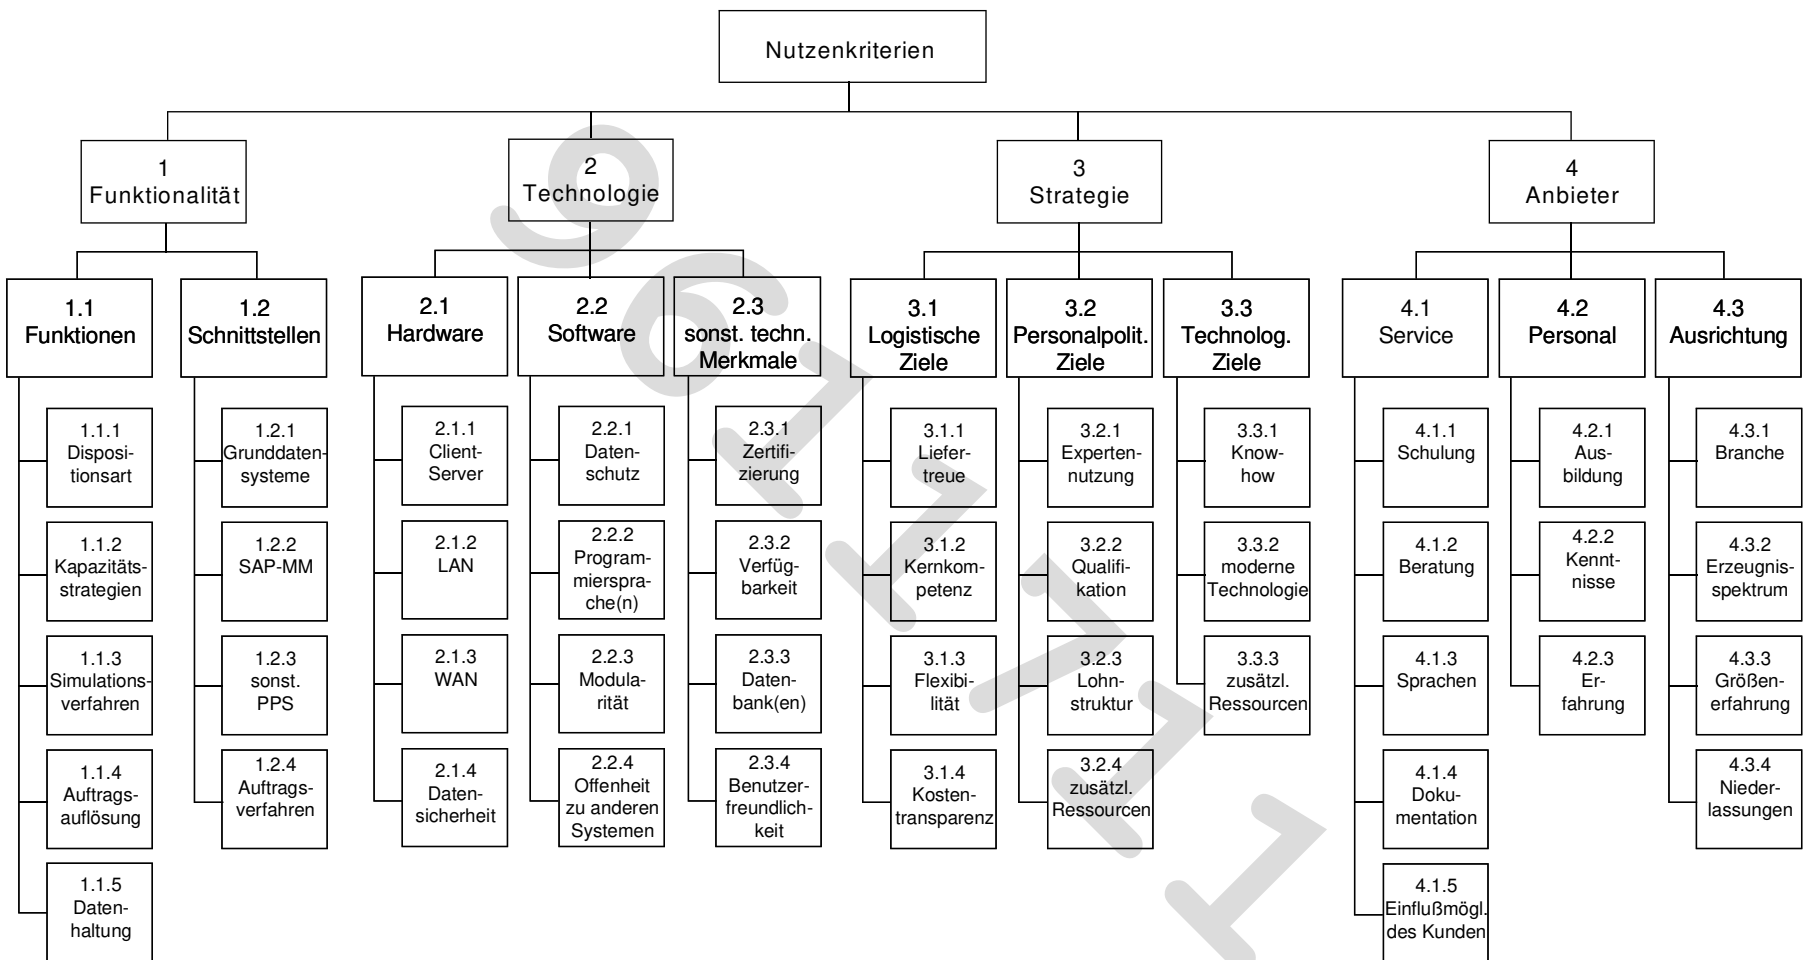 Nutzenkriterien
1
Funktionalität
2
Technologie
3
Strategie
4
Anbieter
1.1
Funktionen
1.2
Schnittstellen
2.1
Hardware
2.2
Software
2.3
sonst. techn.
Merkmale
3.1
Logistische
Ziele
3.2
Personalpolit.
Ziele
3.3
Technolog.
Ziele
4.1
Service
4.2
Personal
4.3
Ausrichtung
1.1.1
Disposi-
tionsart
1.1.2
Kapazitäts-
strategien
1.1.3
Simulations-
verfahren
1.1.4
Auftrags-
auflösung
1.1.5
Daten-
haltung
1.2.1
Grunddaten-
systeme
1.2.2
SAP-MM
1.2.3
sonst.
PPS
1.2.4
Auftrags-
verfahren
2.1.1
Client-
Server
2.1.2
LAN
2.1.3
WAN
2.1.4
Daten-
sicherheit
2.2.1
Daten-
schutz
2.2.2
Program-
mierspra-
che(n)
2.2.3
Modula-
rität
2.2.4
Offenheit
zu anderen
Systemen
2.3.1
Zertifi-
zierung
2.3.2
Verfüg-
barkeit
2.3.3
Daten-
bank(en)
2.3.4
Benutzer-
freundlich-
keit
3.1.1
Liefer-
treue
3.1.2
Kernkom-
petenz
3.1.3
Flexibi-
lität
3.1.4
Kosten-
transparenz
3.2.1
Experten-
nutzung
3.2.2
Qualifi-
kation
3.2.3
Lohn-
struktur
3.2.4
zusätzl.
Ressourcen
3.3.1
Know-
how
3.3.2
moderne
Technologie
3.3.3
zusätzl.
Ressourcen
4.1.1
Schulung
4.1.2
Beratung
4.1.3
Sprachen
4.1.4
Doku-
mentation
4.1.5
Einflußmögl.
des Kunden
4.2.1
Aus-
bildung
4.2.2
Kennt-
nisse
4.2.3
Er-
fahrung
4.3.1
Branche
4.3.2
Erzeugnis-
spektrum
4.3.3
Größen-
erfahrung
4.3.4
Nieder-
lassungen
9611711